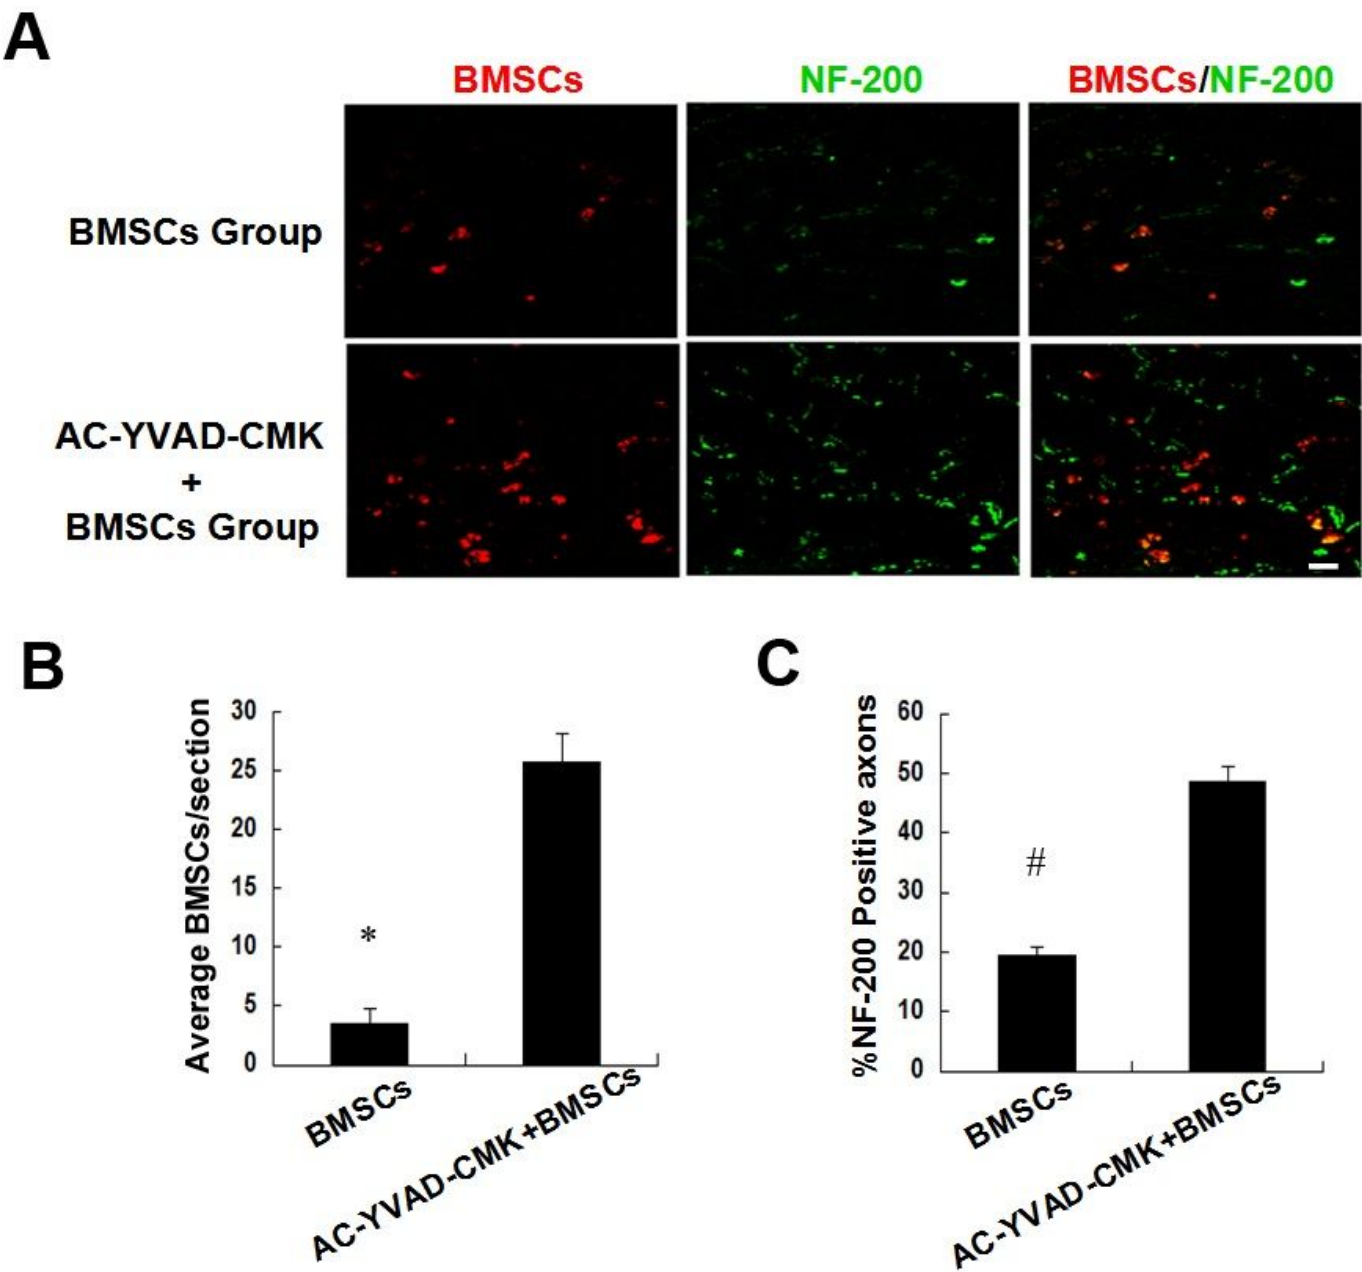 A
BMSCs
NF-200
BMSCs/NF-200
BMSCs Group
AC-YVAD-CMK
+
BMSCs Group
B
Average BMSCs/section
30
25
20
15
10
5
0
*
BMSCs
AC-YVAD-CMK+BMSCs
C
%NF-200 Positive axons
60
50
40
30
20
10
0
#
BMSCs
AC-YVAD-CMK+BMSCs